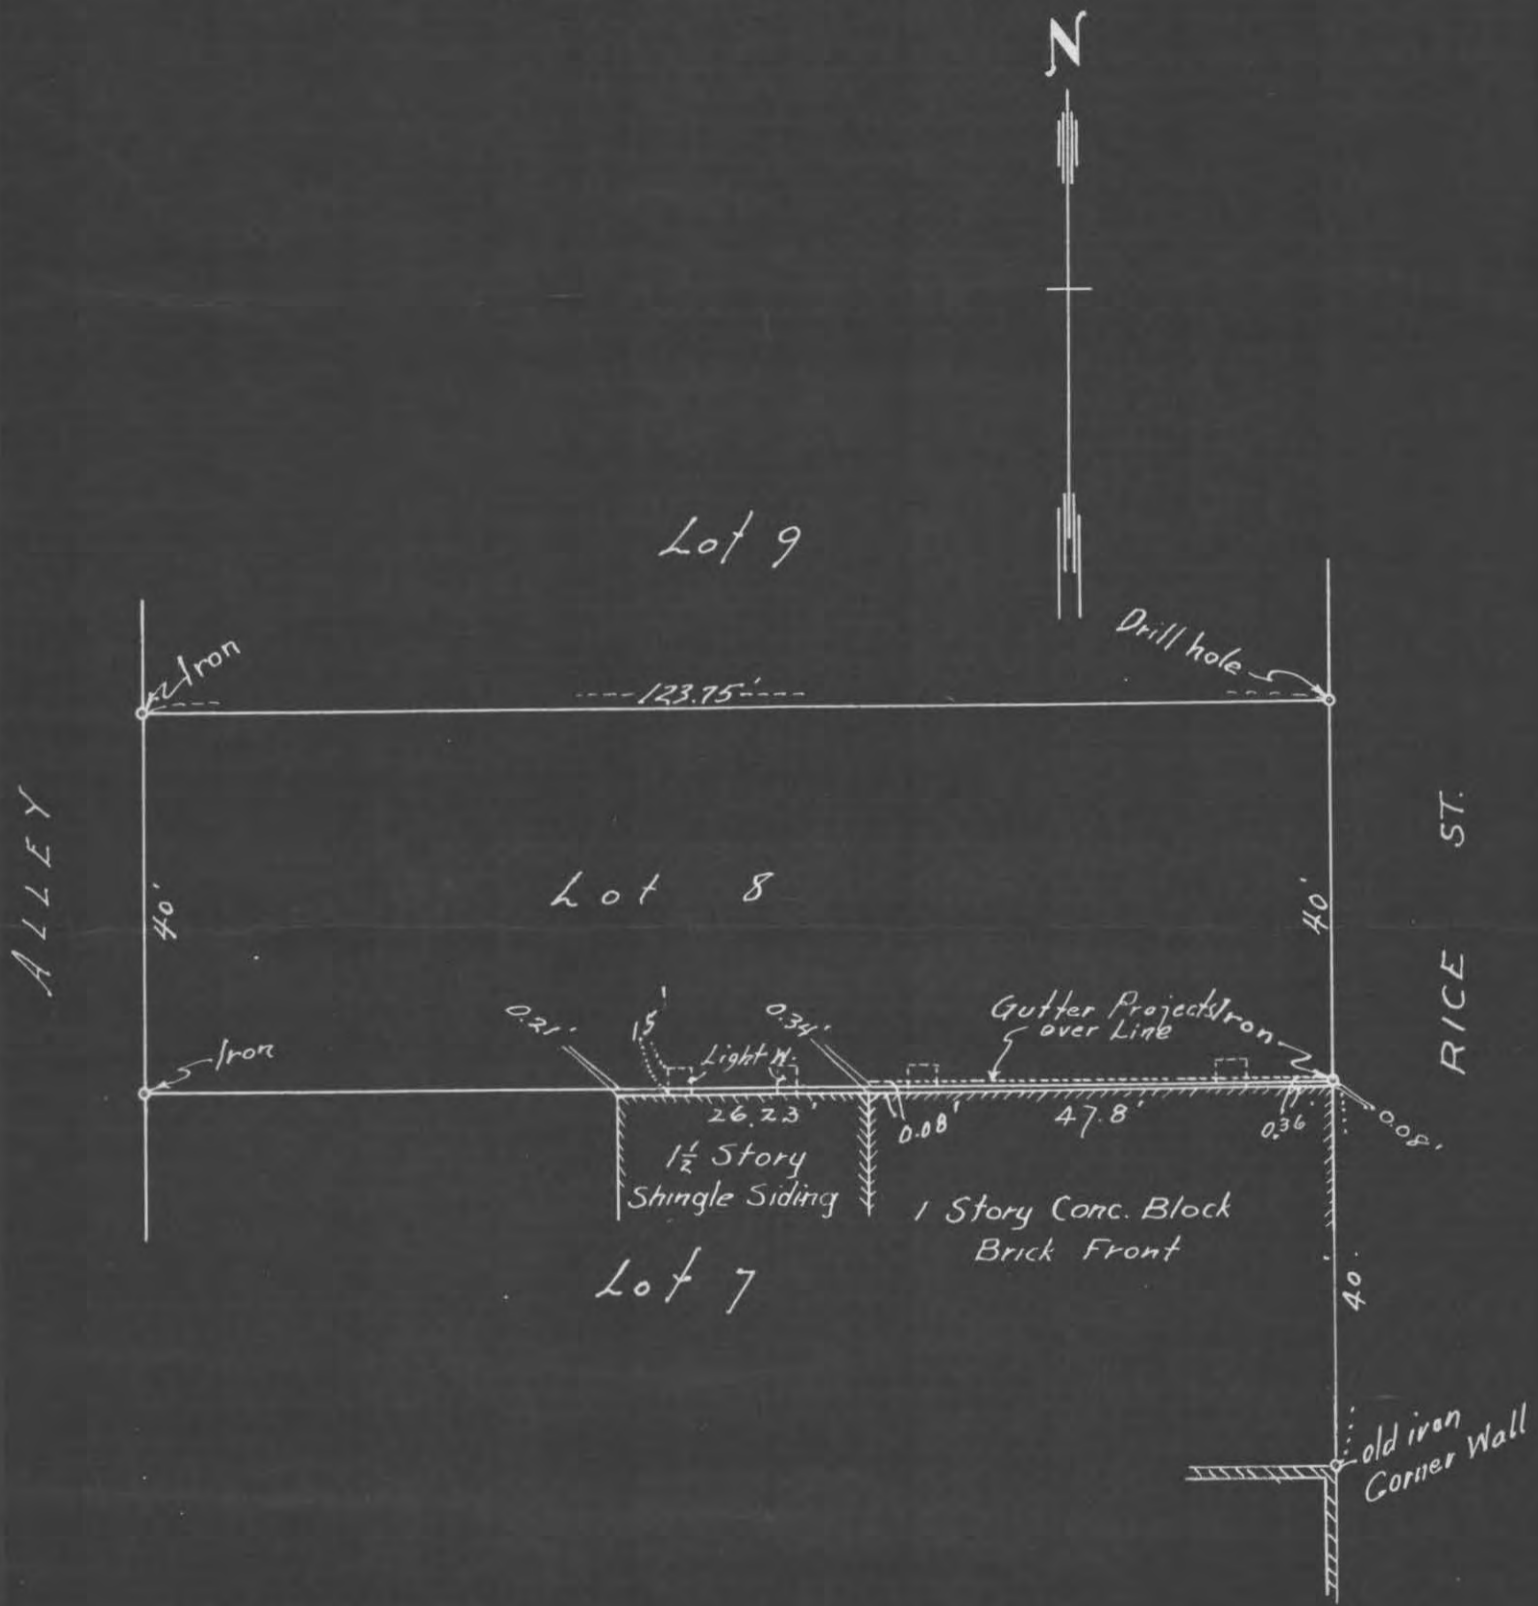 N
Lot 9
Iron
Drill hole
123.75'
ALLEY
40'
Lot 8
40'
RICE ST.
Iron
0.21'
1.5'
Light W.
0.34'
Gutter Projects
over Line
Iron
26.23'
0.08'
47.8'
0.36'
0.08'
1½ Story
Shingle Siding
1 Story Conc. Block
Brick Front
Lot 7
40'
old iron
Corner Wall